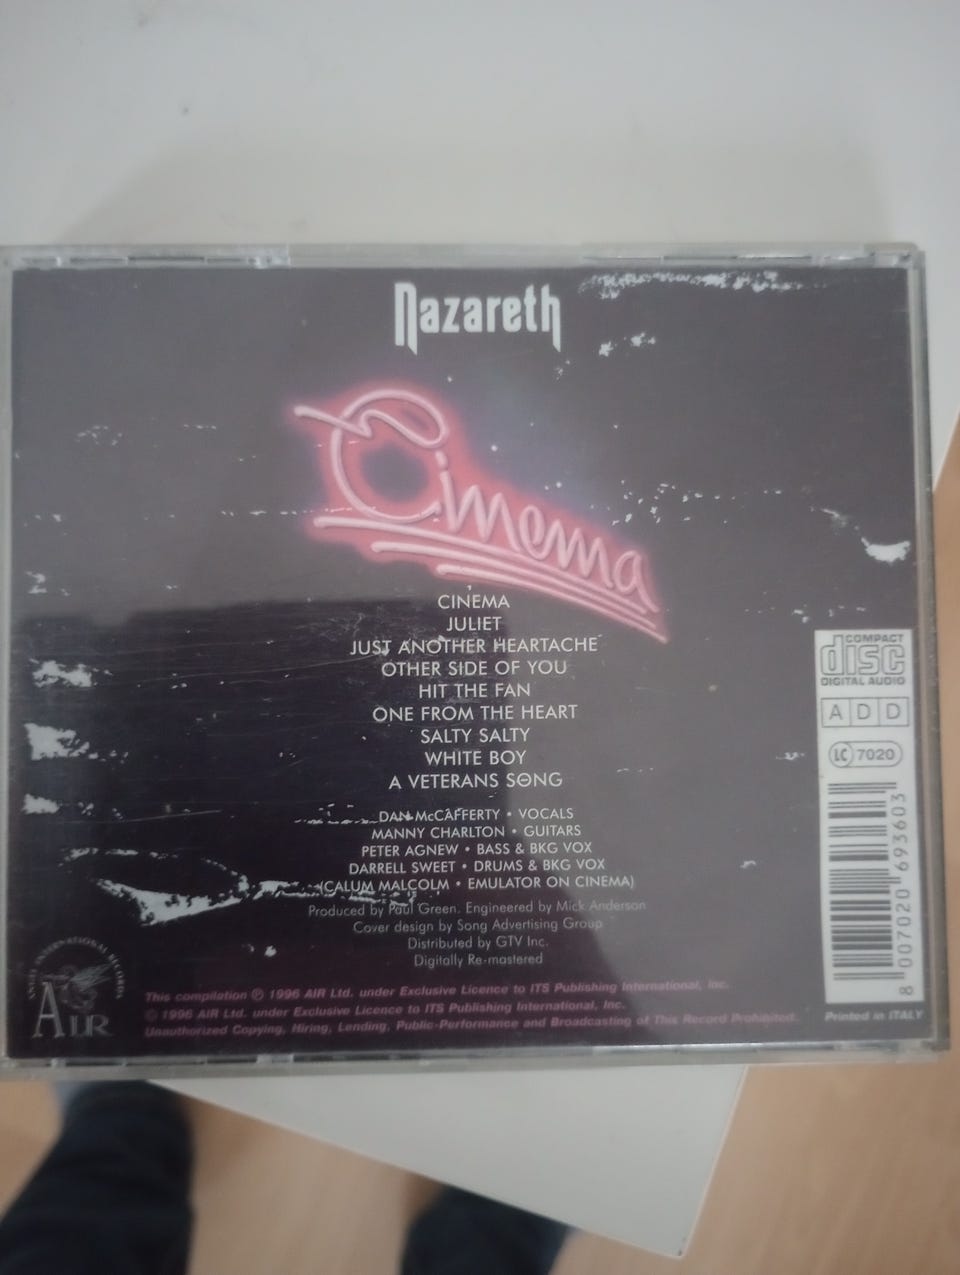 Nazareth
Cinema
CINEMA
JULIET
JUST ANOTHER HEARTACHE
OTHER SIDE OF YOU
HIT THE FAN
ONE FROM THE HEART
SALTY SALTY
WHITE BOY
A VETERANS SONG
DAN McCAFFERTY • VOCALS
MANNY CHARLTON • GUITARS
PETER AGNEW • BASS & BKG VOX
DARRELL SWEET • DRUMS & BKG VOX
(CALUM MALCOLM • EMULATOR ON CINEMA)
Produced by Paul Green. Engineered by Mick Anderson
Cover design by Song Advertising Group
Distributed by GTV Inc.
Digitally Re-mastered
This compilation ℗ 1996 AIR Ltd. under Exclusive Licence to ITS Publishing International, Inc.
© 1996 AIR Ltd. under Exclusive Licence to ITS Publishing International, Inc.
Unauthorized Copying, Hiring, Lending, Public-Performance and Broadcasting of This Record Prohibited.
INTERNATIONAL RECORDS
AIR
COMPACT
disc
DIGITAL AUDIO
A D D
LC 7020
8 007020 693603
Printed in ITALY